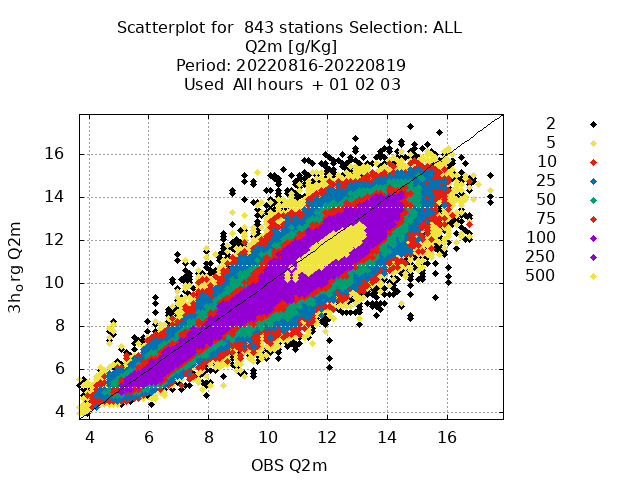 Scatterplot for  843 stations Selection: ALL
Q2m [g/Kg]
Period: 20220816-20220819
Used  All hours  + 01 02 03
2
5
10
25
50
75
100
250
500
16
14
12
10
8
6
4
3hₒrg Q2m
4 6 8 10 12 14 16
OBS Q2m